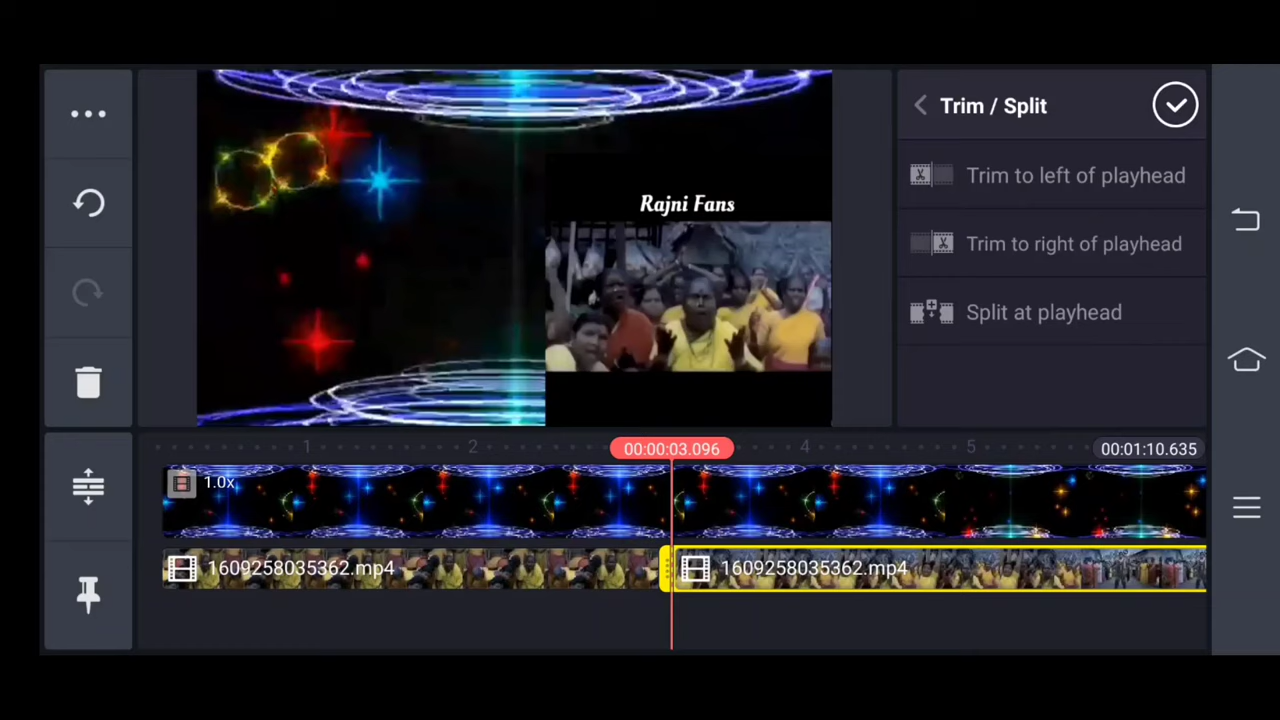 Trim / Split
Trim to left of playhead
Rajni Fans
Trim to right of playhead
Split at playhead
1
2
00:00:03.096
4
5
00:01:10.635
1.0x
1609258035362.mp4
1609258035362.mp4